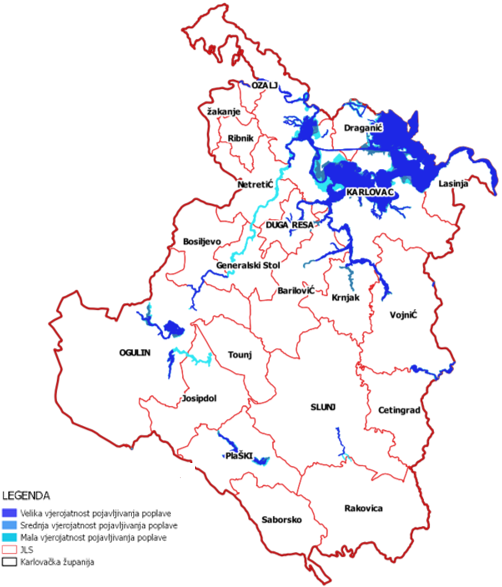 OZALJ
žakanje
Draganić
Ribnik
Netretić
Lasinja
KARLOVAC
DUGA RESA
Bosiljevo
Generalski Stol
Barilović
Krnjak
Vojnić
OGULIN
Tounj
Josipdol
SLUNJ
Cetingrad
PlaŠKI
Saborsko
Rakovica
LEGENDA
Velika vjerojatnost pojavljivanja poplave
Srednja vjerojatnost pojavljivanja poplave
Mala vjerojatnost pojavljivanja poplave
JLS
Karlovačka županija